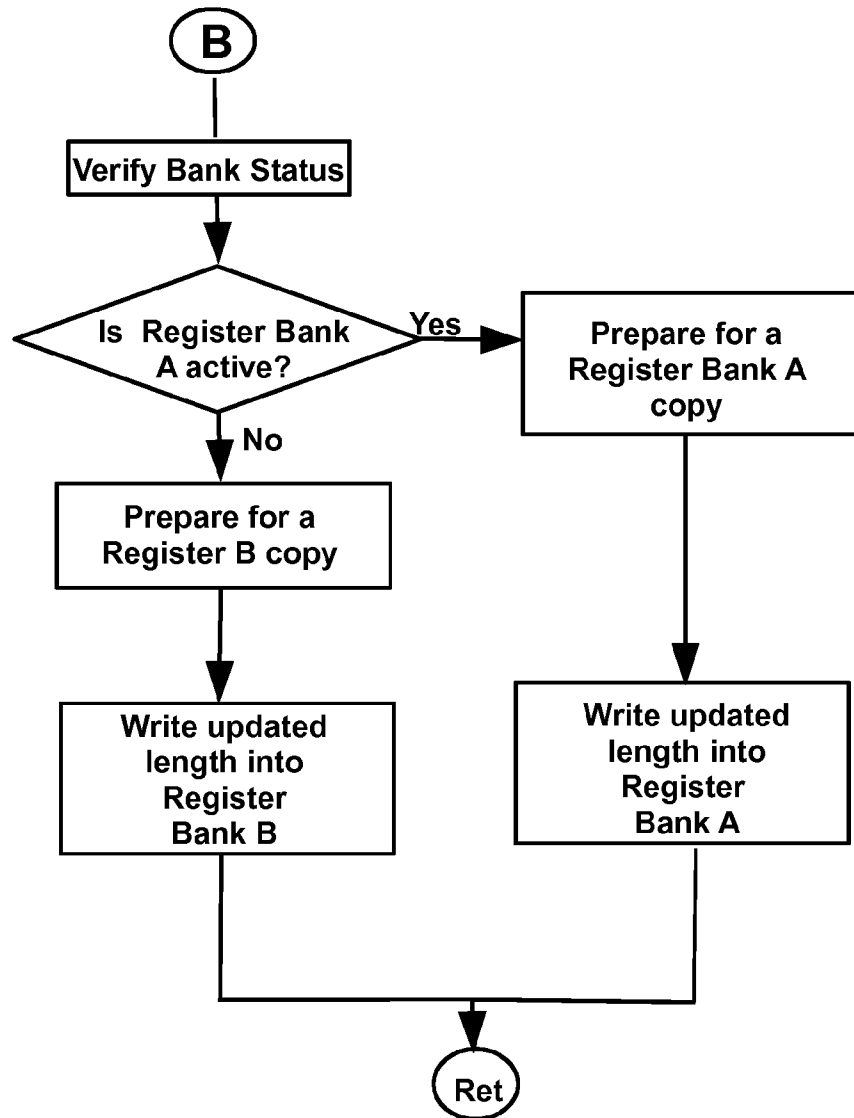 B
Verify Bank Status
Is Register Bank
A active?
Yes
Prepare for a
Register Bank A
copy
No
Prepare for a
Register B copy
Write updated
length into
Register
Bank B
Write updated
length into
Register
Bank A
Ret